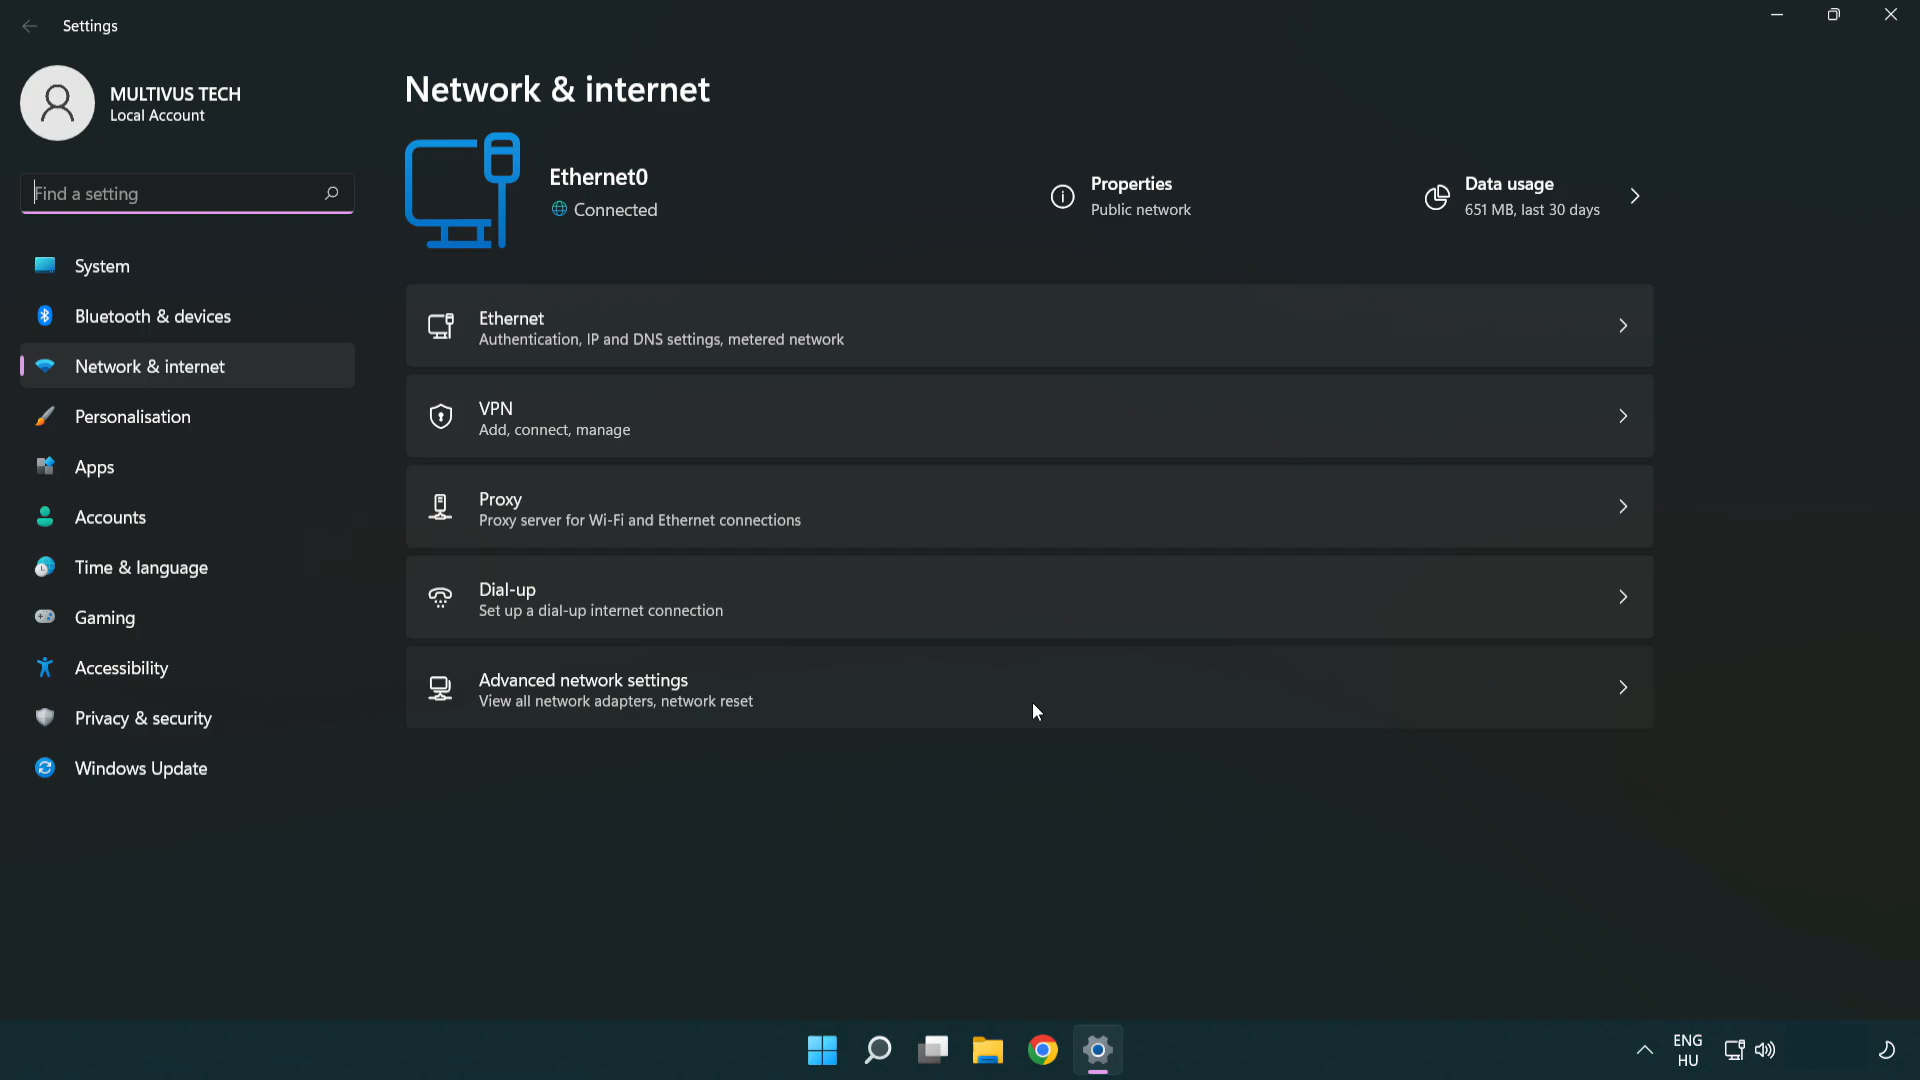 Settings
MULTIVUS TECH
Local Account
Find a setting
System
Bluetooth & devices
Network & internet
Personalisation
Apps
Accounts
Time & language
Gaming
Accessibility
Privacy & security
Windows Update
Network & internet
Ethernet0
Connected
Properties
Public network
Data usage
651 MB, last 30 days
Ethernet
Authentication, IP and DNS settings, metered network
VPN
Add, connect, manage
Proxy
Proxy server for Wi-Fi and Ethernet connections
Dial-up
Set up a dial-up internet connection
Advanced network settings
View all network adapters, network reset
ENG
HU